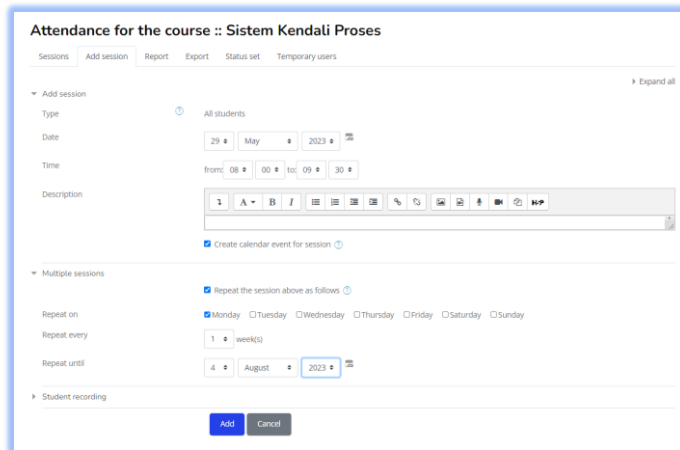 Attendance for the course :: Sistem Kendali Proses
Sessions Add session Report Export Status set Temporary users
Expand all
Add session
Type ? All students
Date 29 May 2023
Time from: 08 00 to: 09 30
Description
A B I H-P
Create calendar event for session ?
Multiple sessions
Repeat the session above as follows ?
Repeat on Monday Tuesday Wednesday Thursday Friday Saturday Sunday
Repeat every 1 week(s)
Repeat until 4 August 2023
Student recording
Add Cancel